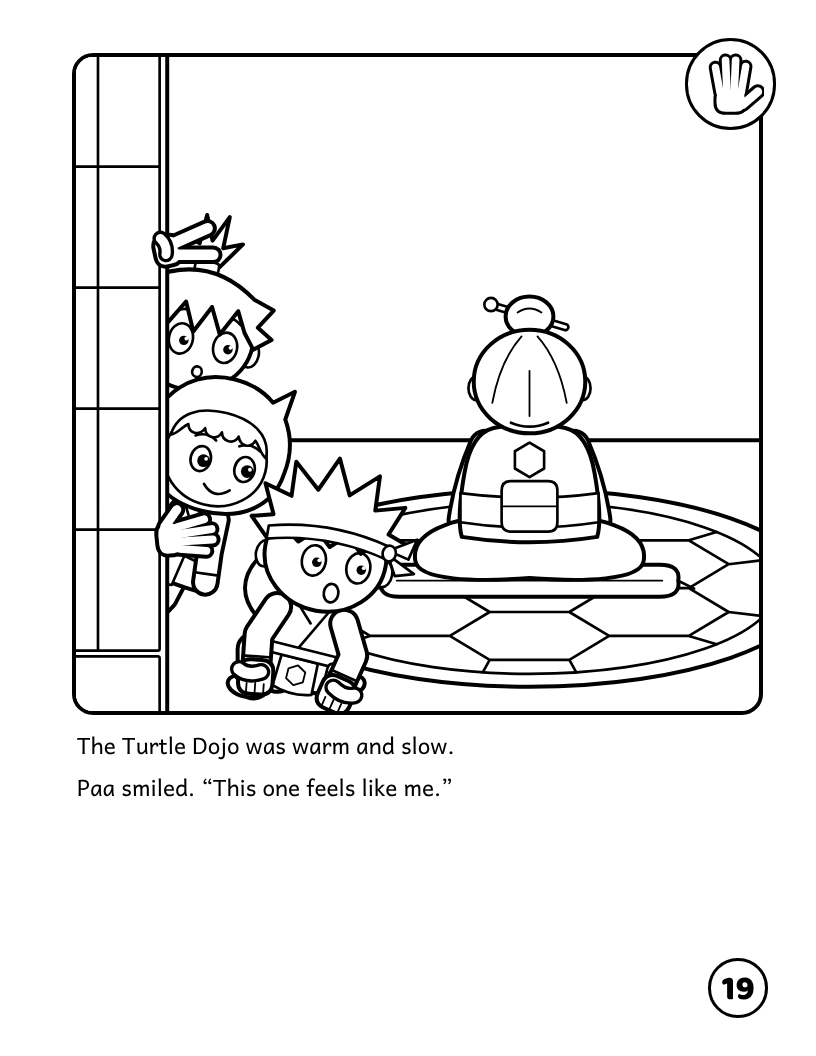 The Turtle Dojo was warm and slow.
Paa smiled. “This one feels like me.”
19